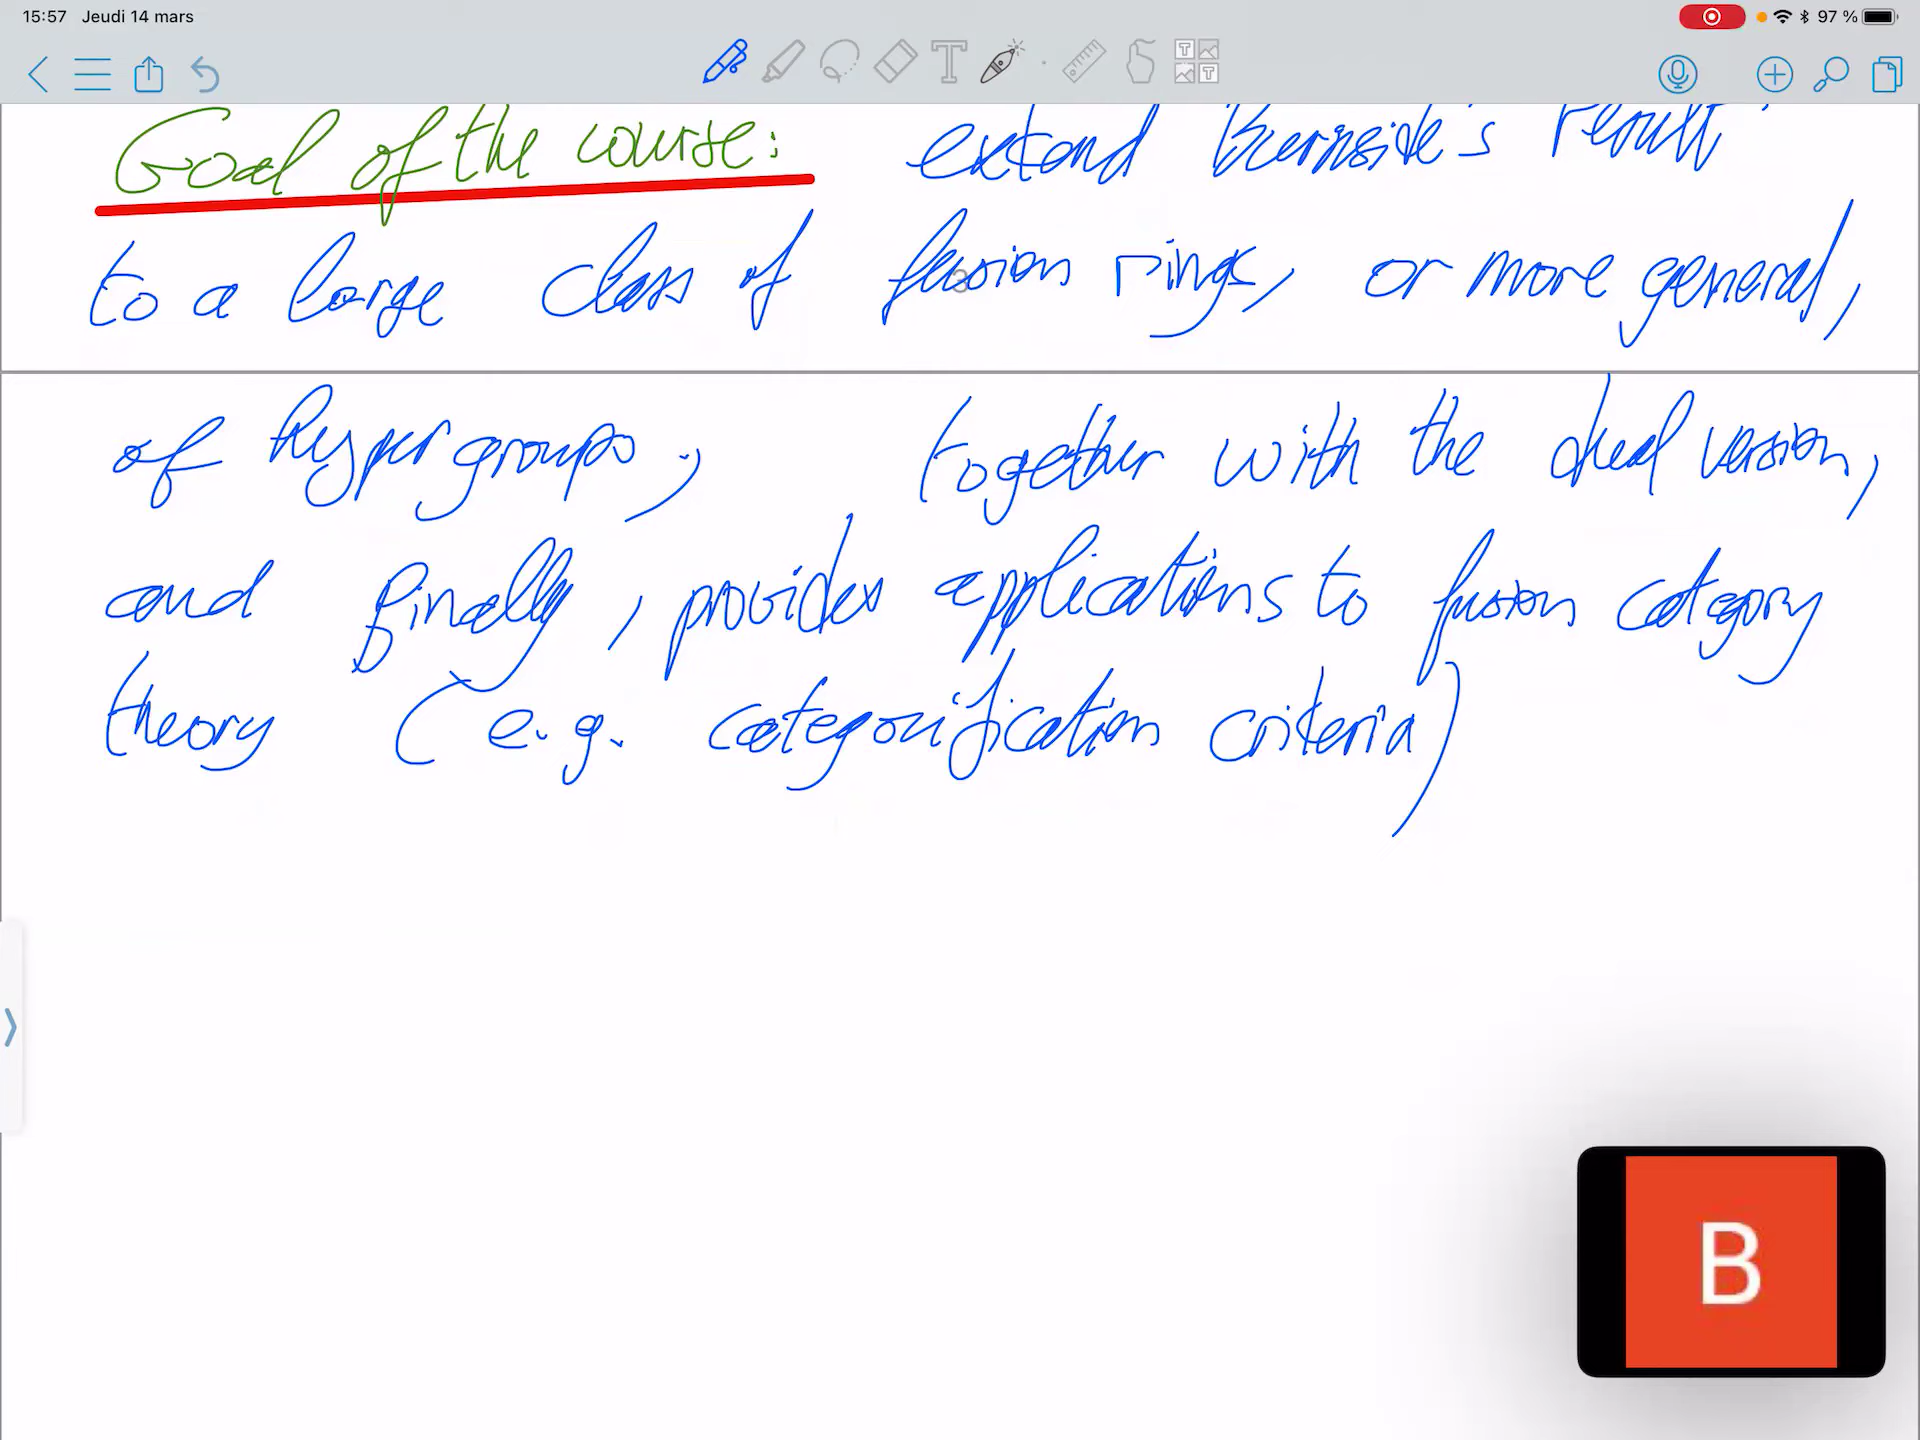 15:57 Jeudi 14 mars 97 %
Goal of the course: extend Burnside's result
to a large class of fusion rings, or more general,
3
of hypergroups, together with the dual version,
and finally, provides applications to fusion category
theory (e.g. categorification criteria)
B